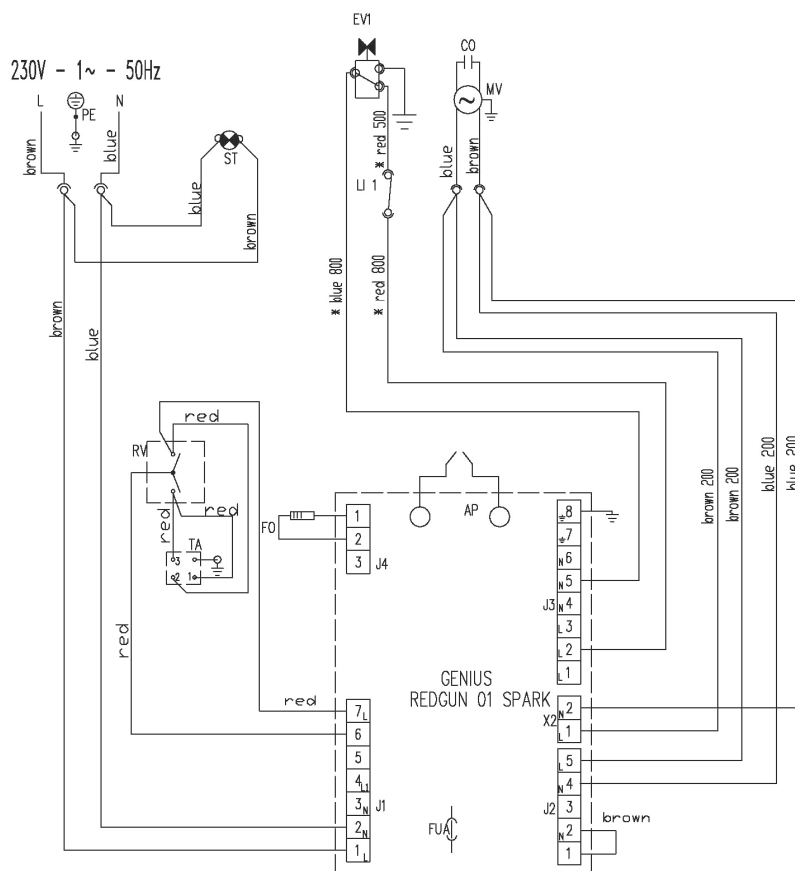 EV1
CO
230V - 1~ - 50Hz
L
N
PE
MV
ST
brown
blue
blue
brown
* red 500
LI 1
blue
brown
* blue 800
* red 800
brown
blue
red
RV
red
red
TA
3
2
1
red
FO
1
2
3
J4
AP
8
7
N 6
N 5
J3 N 4
L 3
L 2
L 1
brown 200
brown 200
blue 200
blue 200
GENIUS
REDGUN 01 SPARK
N 2
X2
L 1
red
7 L
6
5
4 L1
3 N
J1
2 N
1 L
L 5
N 4
J2 3
N 2
1
brown
FUA